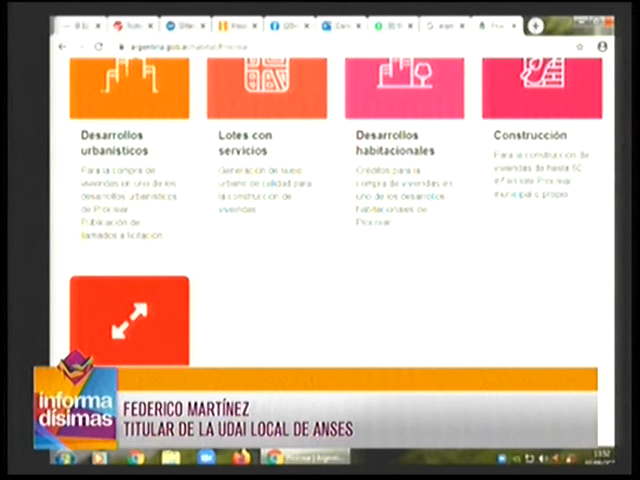 argentina.gob.ar/habitat/Procrear
Desarrollos
urbanísticos
Para la compra de
viviendas en uno de los
desarrollos urbanísticos
de Procrear.
Publicación de
llamados a licitación
Lotes con
servicios
Generación de suelo
urbano de calidad para
la construcción de
viviendas
Desarrollos
habitacionales
Créditos para la
compra de viviendas en
uno de los desarrollos
habitacionales de
Procrear
Construcción
Para la construcción de
viviendas de hasta 60
m² en lote Procrear,
municipal o propio
informa
dísimas
FEDERICO MARTÍNEZ
TITULAR DE LA UDAI LOCAL DE ANSES
13:52